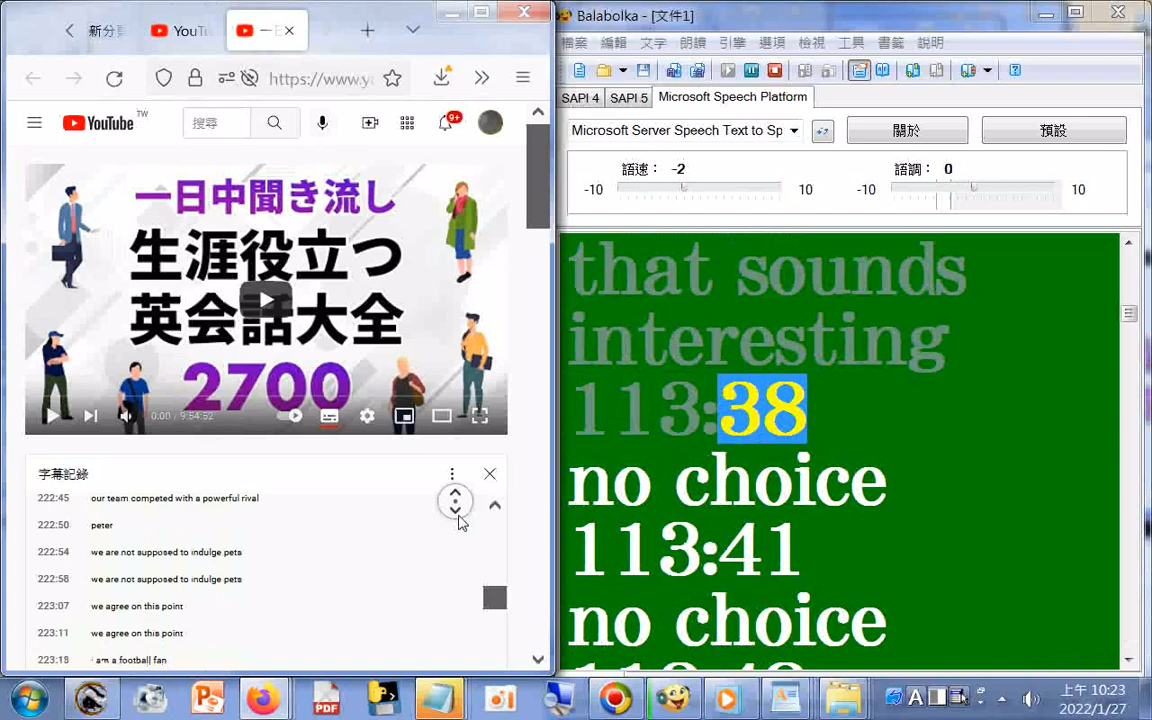 YouTube
https://www.y
YouTube TW
搜尋
9+
一日中聞き流し
生涯役立つ
英会話大全
2700
0:00 / 9:54:52
字幕記錄
222:45 our team competed with a powerful rival
222:50 peter
222:54 we are not supposed to indulge pets
222:58 we are not supposed to indulge pets
223:07 we agree on this point
223:11 we agree on this point
223:18 i am a football fan
Balabolka - [文件1]
檔案 編輯 文字 朗讀 引擎 選項 檢視 工具 書籤 說明
SAPI 4 SAPI 5 Microsoft Speech Platform
Microsoft Server Speech Text to Sp
關於 預設
語速： -2 語調： 0
-10 10 -10 10
that sounds
interesting
113:38
no choice
113:41
no choice
PDF
A
上午 10:23
2022/1/27